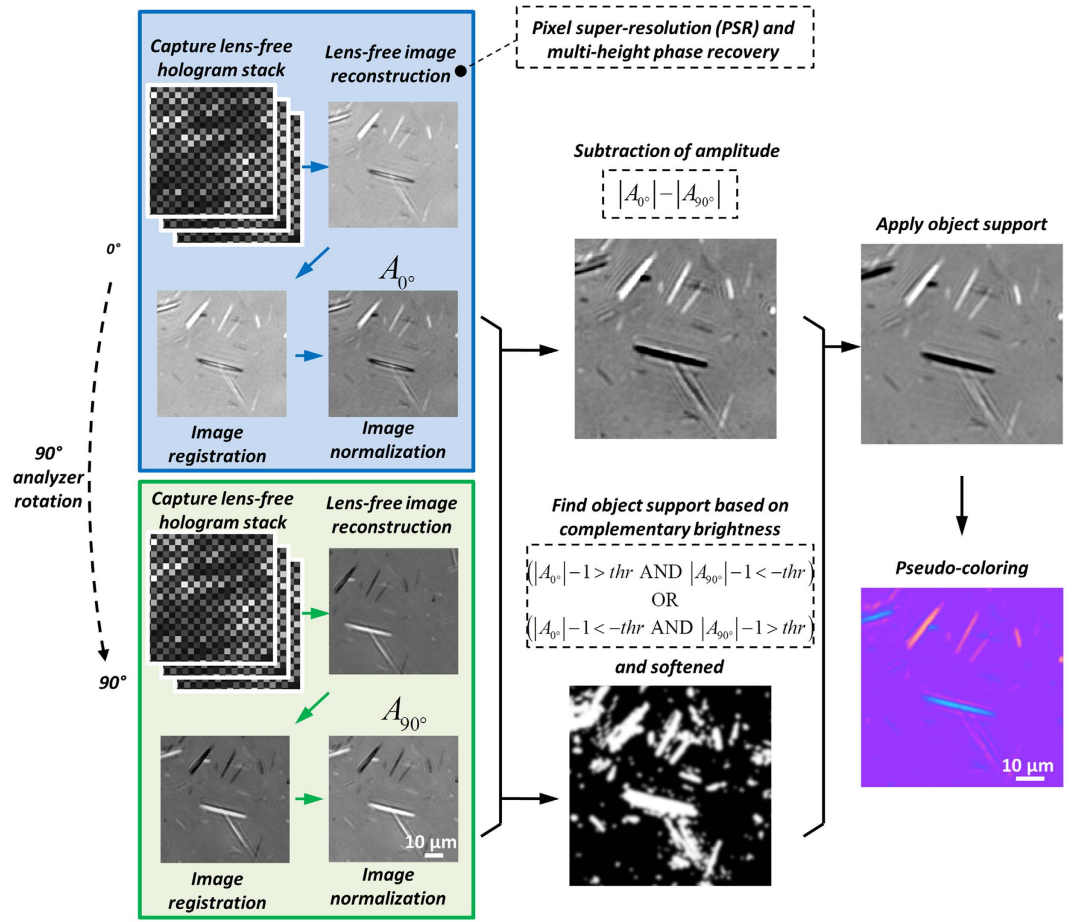 Pixel super-resolution (PSR) and
multi-height phase recovery
Capture lens-free
hologram stack
Lens-free image
reconstruction
0°
A0°
Image
registration
Image
normalization
90°
analyzer
rotation
90°
Capture lens-free
hologram stack
Lens-free image
reconstruction
A90°
10 μm
Image
registration
Image
normalization
Subtraction of amplitude
|A0°|−|A90°|
Find object support based on
complementary brightness
(|A0°|−1>thr AND |A90°|−1<−thr)
OR
(|A0°|−1<−thr AND |A90°|−1>thr)
and softened
Apply object support
Pseudo-coloring
10 μm